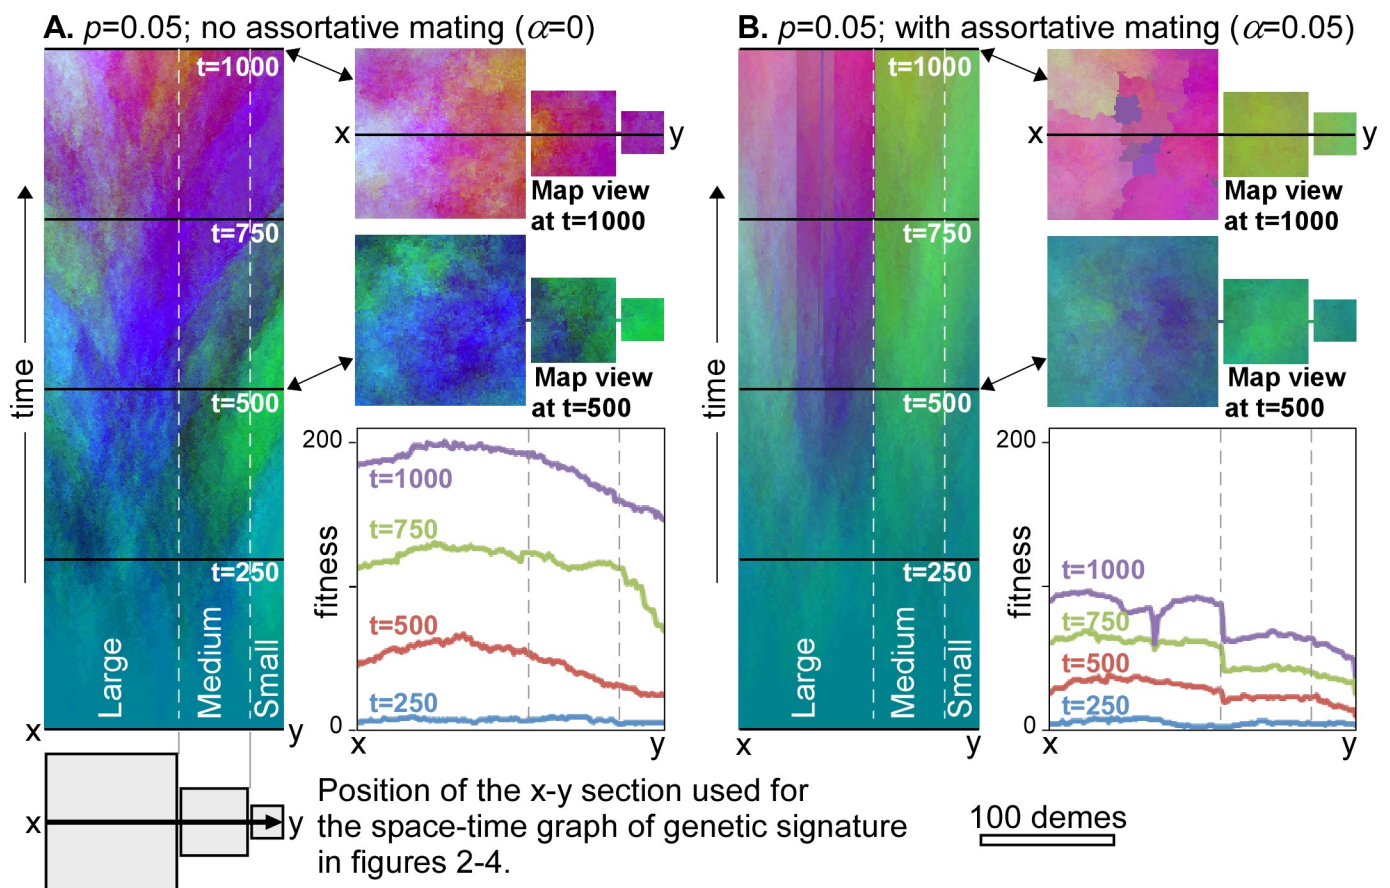 A. p=0.05; no assortative mating (α=0)
t=1000
t=750
t=500
t=250
time
Large
Medium
Small
x
y
x
y
Map view
at t=1000
Map view
at t=500
200
t=1000
t=750
fitness
t=500
t=250
0
x
y
B. p=0.05; with assortative mating (α=0.05)
t=1000
t=750
t=500
t=250
time
Large
Medium
Small
x
y
x
y
Map view
at t=1000
Map view
at t=500
200
fitness
t=1000
t=750
t=500
t=250
0
x
y
x
y
Position of the x-y section used for
the space-time graph of genetic signature
in figures 2-4.
100 demes